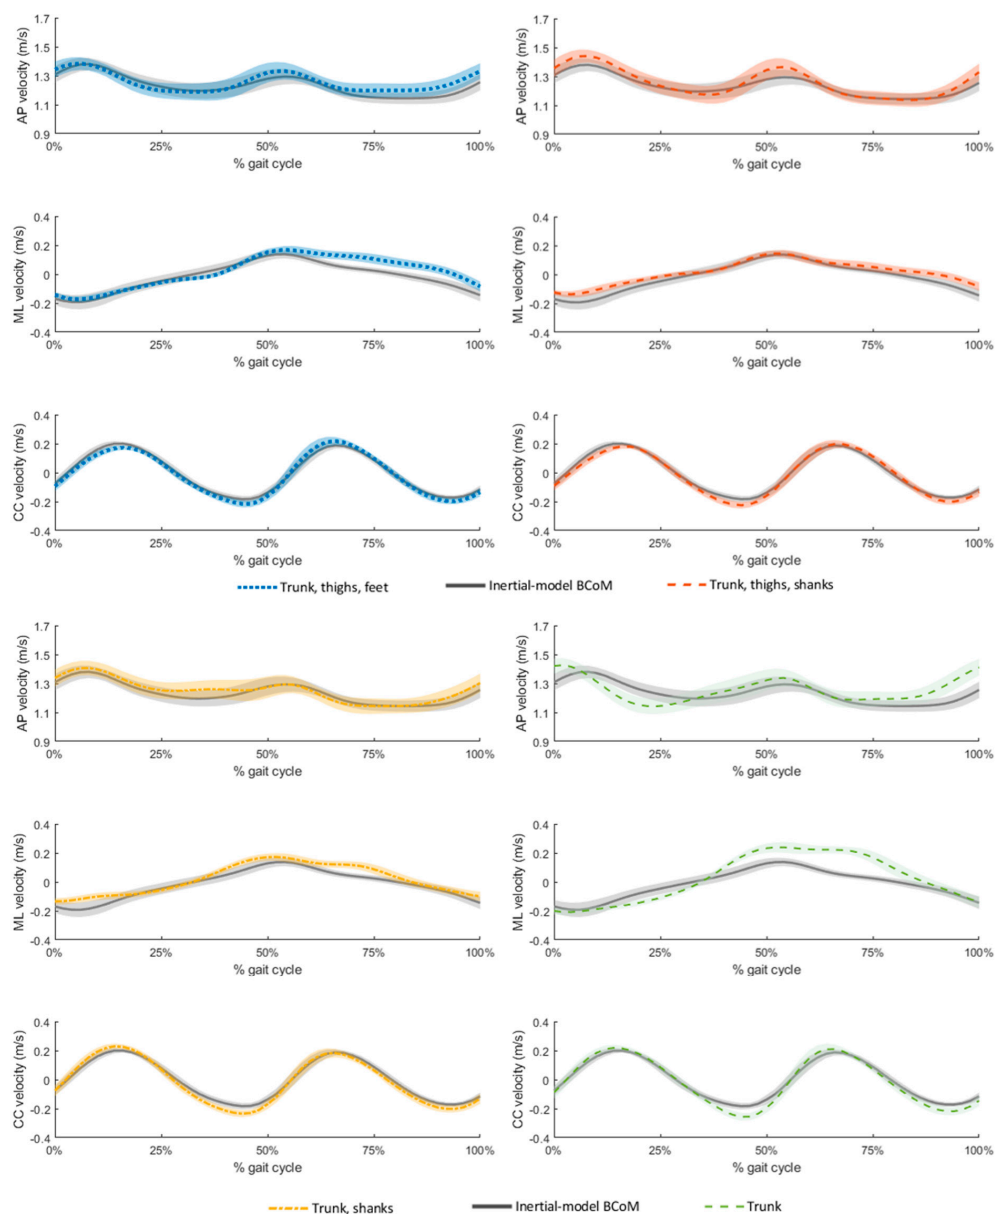 1.7
1.5
1.3
1.1
0.9
AP velocity (m/s)
0% 25% 50% 75% 100%
% gait cycle
1.7
1.5
1.3
1.1
0.9
AP velocity (m/s)
0% 25% 50% 75% 100%
% gait cycle
0.4
0.2
0
-0.2
-0.4
ML velocity (m/s)
0% 25% 50% 75% 100%
% gait cycle
0.4
0.2
0
-0.2
-0.4
ML velocity (m/s)
0% 25% 50% 75% 100%
% gait cycle
0.4
0.2
0
-0.2
-0.4
CC velocity (m/s)
0% 25% 50% 75% 100%
% gait cycle
0.4
0.2
0
-0.2
-0.4
CC velocity (m/s)
0% 25% 50% 75% 100%
% gait cycle
Trunk, thighs, feet Inertial-model BCoM Trunk, thighs, shanks
1.7
1.5
1.3
1.1
0.9
AP velocity (m/s)
0% 25% 50% 75% 100%
% gait cycle
1.7
1.5
1.3
1.1
0.9
AP velocity (m/s)
0% 25% 50% 75% 100%
% gait cycle
0.4
0.2
0
-0.2
-0.4
ML velocity (m/s)
0% 25% 50% 75% 100%
% gait cycle
0.4
0.2
0
-0.2
-0.4
ML velocity (m/s)
0% 25% 50% 75% 100%
% gait cycle
0.4
0.2
0
-0.2
-0.4
CC velocity (m/s)
0% 25% 50% 75% 100%
% gait cycle
0.4
0.2
0
-0.2
-0.4
CC velocity (m/s)
0% 25% 50% 75% 100%
% gait cycle
Trunk, shanks Inertial-model BCoM Trunk